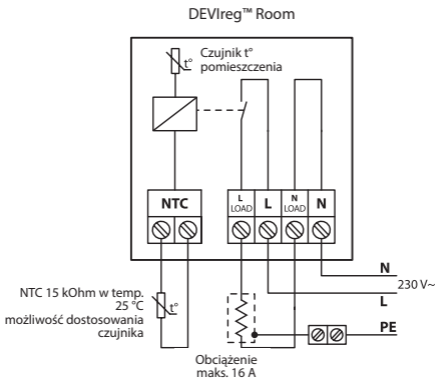 DEVIreg™ Room
t°
Czujnik t°
pomieszczenia
NTC
L
LOAD
L
N
LOAD
N
NTC 15 kOhm w temp.
25 °C
możliwość dostosowania
czujnika
t°
N
230 V~
L
PE
Obciążenie
maks. 16 A